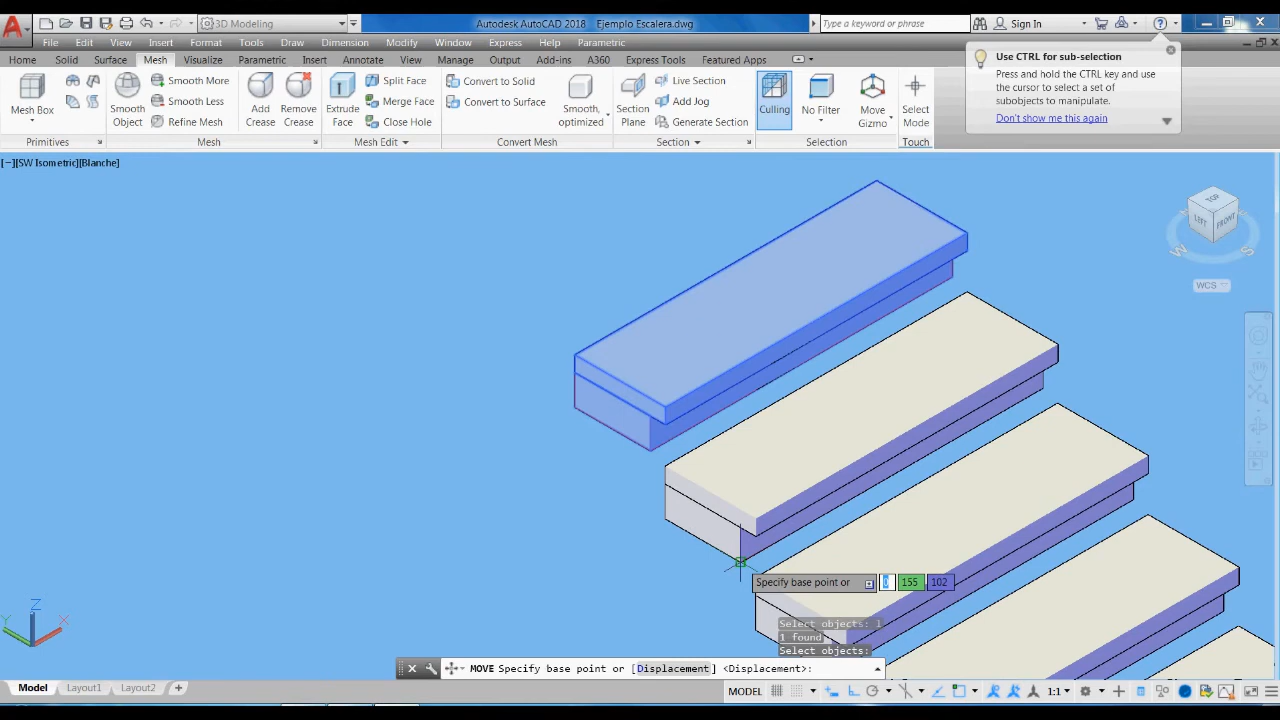 3D Modeling
Autodesk AutoCAD 2018 Ejemplo Escalera.dwg
Type a keyword or phrase
Sign In
File Edit View Insert Format Tools Draw Dimension Modify Window Express Help Parametric
Home Solid Surface Mesh Visualize Parametric Insert Annotate View Manage Output Add-ins A360 Express Tools Featured Apps
Mesh Box
Smooth Object
Smooth More
Smooth Less
Refine Mesh
Add Crease
Remove Crease
Extrude Face
Split Face
Merge Face
Close Hole
Convert to Solid
Convert to Surface
Smooth, optimized
Section Plane
Live Section
Add Jog
Generate Section
Culling
No Filter
Move Gizmo
Select Mode
Primitives Mesh Mesh Edit Convert Mesh Section Selection Touch
Use CTRL for sub-selection
Press and hold the CTRL key and use
the cursor to select a set of
subobjects to manipulate.
Don't show me this again
[−][SW Isometric][Blanche]
TOP
LEFT
FRONT
W
S
WCS
Specify base point or 0 155 102
Z
Y
X
Select objects: l
1 found
Select objects:
MOVE Specify base point or [Displacement] <Displacement>:
Model Layout1 Layout2 +
MODEL
1:1